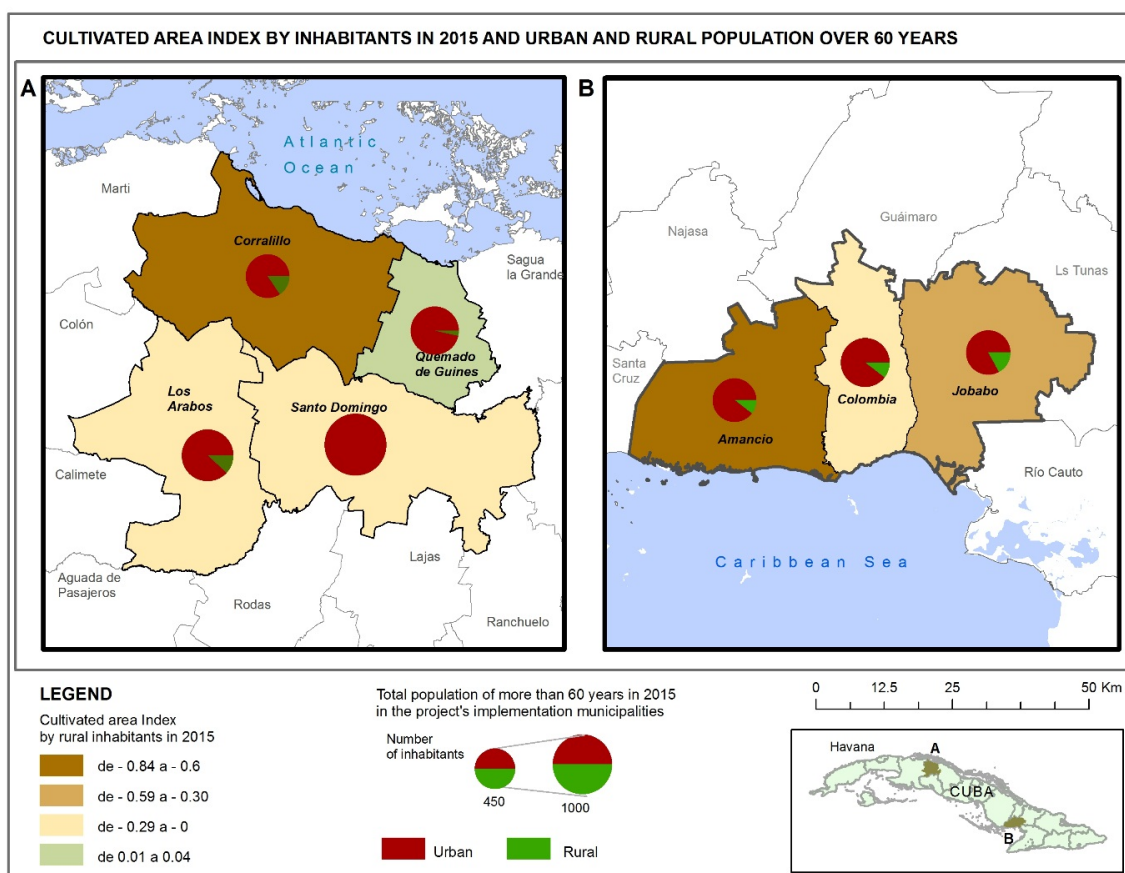 CULTIVATED AREA INDEX BY INHABITANTS IN 2015 AND URBAN AND RURAL POPULATION OVER 60 YEARS
A
Atlantic
Ocean
Marti
Corralillo
Sagua
la Grande
Colón
Quemado
de Guines
Los
Arabos
Santo Domingo
Calimete
Lajas
Aguada de
Pasajeros
Rodas
Ranchuelo
B
Guáimaro
Najasa
Ls Tunas
Santa
Cruz
Colombia
Jobabo
Amancio
Río Cauto
Caribbean Sea
LEGEND
Cultivated area Index
by rural inhabitants in 2015
de - 0.84 a - 0.6
de - 0.59 a - 0.30
de - 0.29 a - 0
de 0.01 a 0.04
Total population of more than 60 years in 2015
in the project's implementation municipalities
Number
of inhabitants
450
1000
Urban
Rural
0 12.5 25 50 Km
Havana
A
CUBA
B